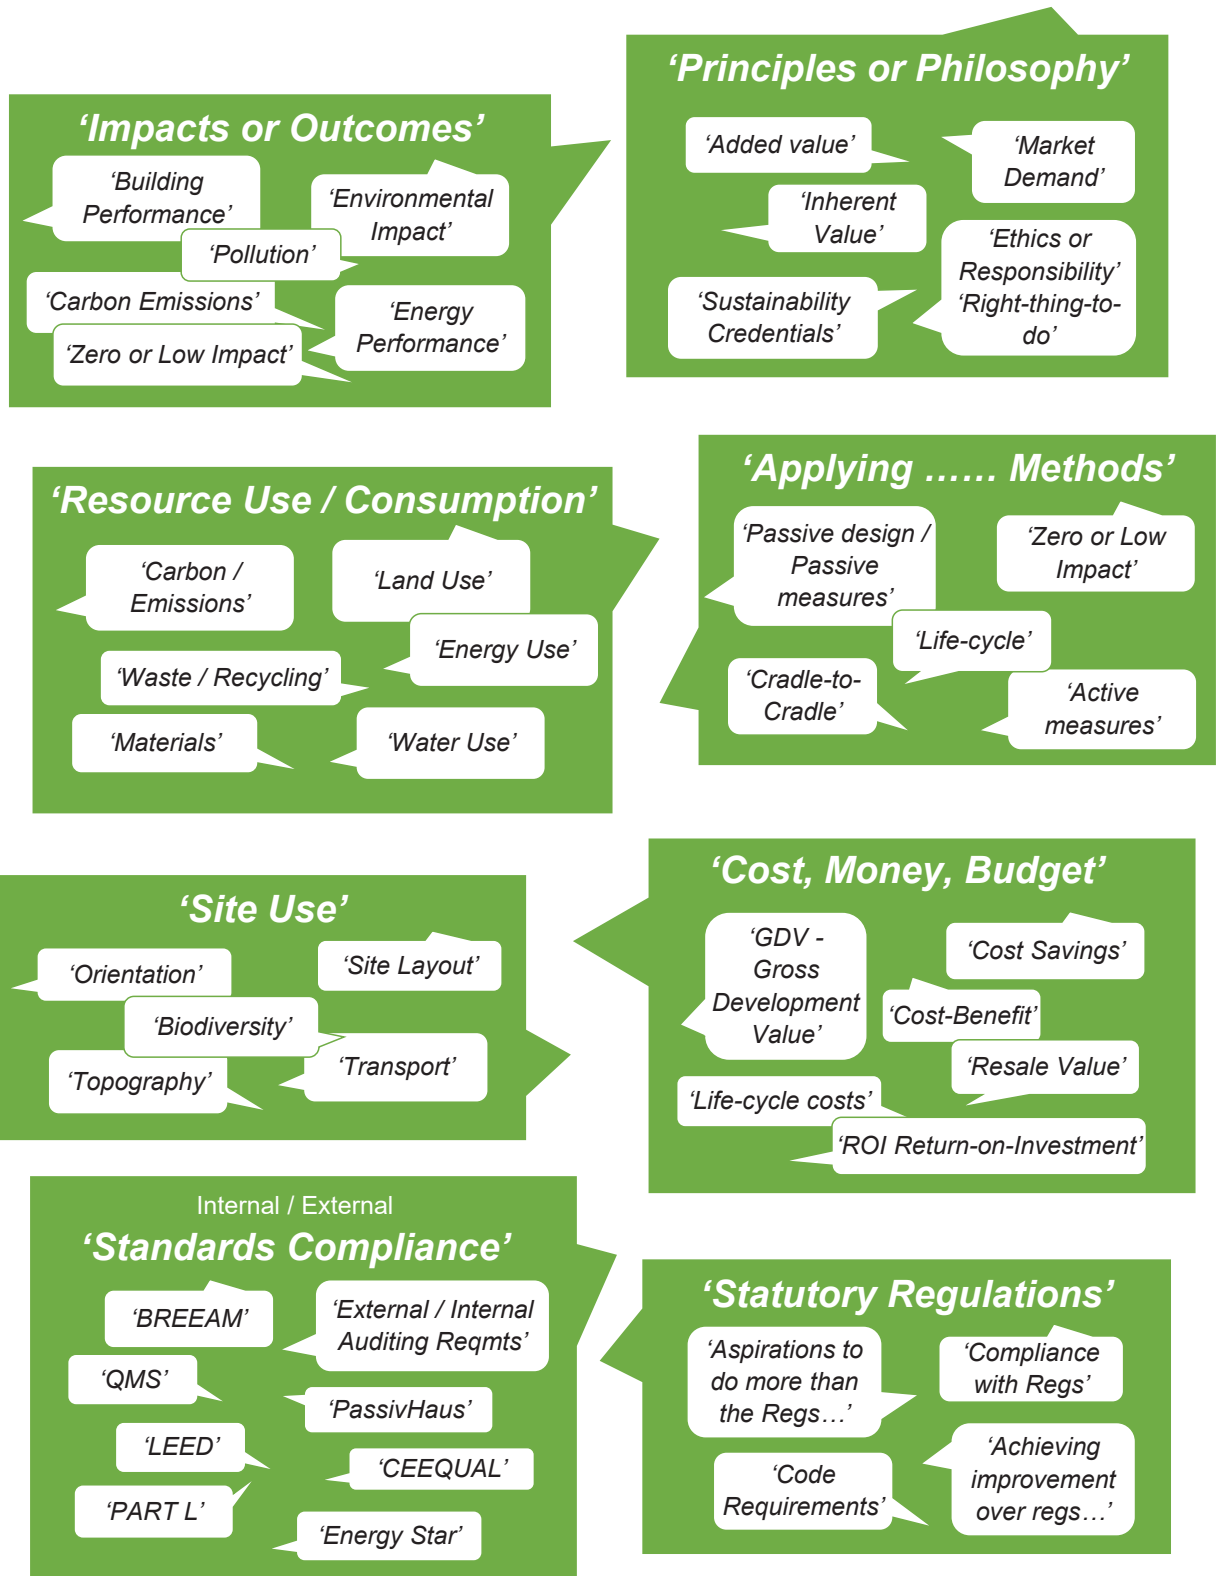 ‘Impacts or Outcomes’
‘Building
Performance’
‘Environmental
Impact’
‘Pollution’
‘Carbon Emissions’
‘Energy
Performance’
‘Zero or Low Impact’
‘Principles or Philosophy’
‘Added value’
‘Market
Demand’
‘Inherent
Value’
‘Ethics or
Responsibility’
‘Right-thing-to-
do’
‘Sustainability
Credentials’
‘Resource Use / Consumption’
‘Carbon /
Emissions’
‘Land Use’
‘Energy Use’
‘Waste / Recycling’
‘Materials’
‘Water Use’
‘Applying …… Methods’
‘Passive design /
Passive
measures’
‘Zero or Low
Impact’
‘Life-cycle’
‘Cradle-to-
Cradle’
‘Active
measures’
‘Site Use’
‘Orientation’
‘Site Layout’
‘Biodiversity’
‘Topography’
‘Transport’
‘Cost, Money, Budget’
‘GDV -
Gross
Development
Value’
‘Cost Savings’
‘Cost-Benefit’
‘Resale Value’
‘Life-cycle costs’
‘ROI Return-on-Investment’
Internal / External
‘Standards Compliance’
‘BREEAM’
‘External / Internal
Auditing Reqmts’
‘QMS’
‘PassivHaus’
‘LEED’
‘CEEQUAL’
‘PART L’
‘Energy Star’
‘Statutory Regulations’
‘Aspirations to
do more than
the Regs…’
‘Compliance
with Regs’
‘Code
Requirements’
‘Achieving
improvement
over regs…’